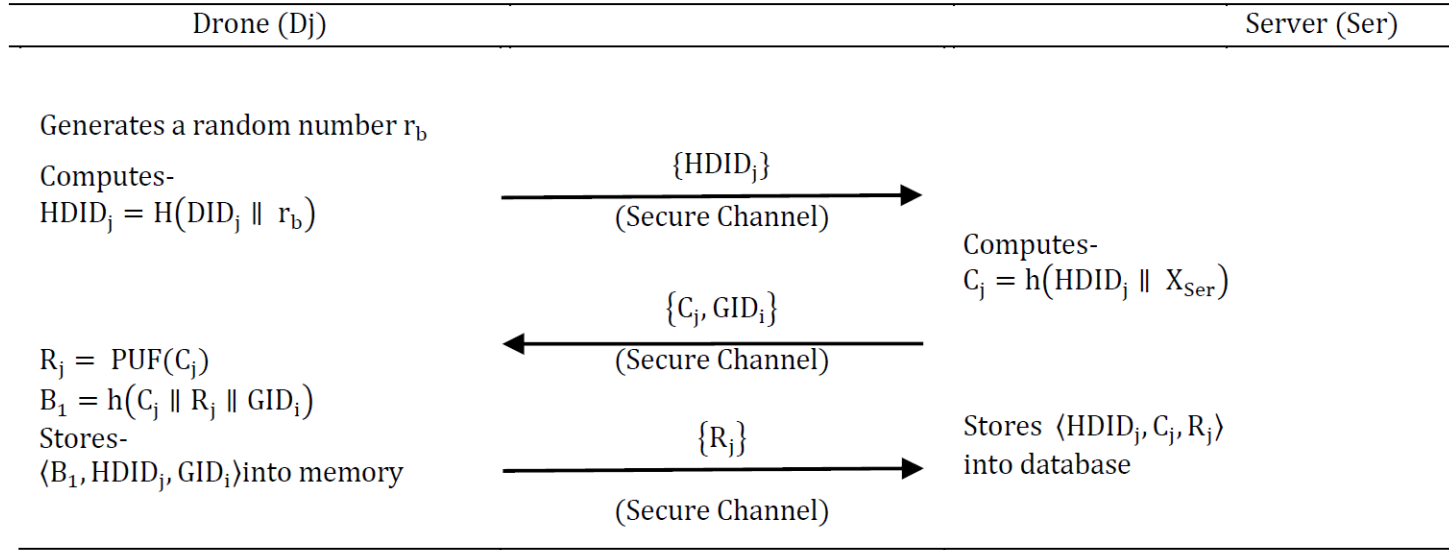 Drone (Dj)
Server (Ser)
Generates a random number r_b
Computes-
HDID_j = H(DID_j ∥ r_b)
{HDID_j}
(Secure Channel)
Computes-
C_j = h(HDID_j ∥ X_Ser)
{C_j, GID_i}
(Secure Channel)
R_j = PUF(C_j)
B_1 = h(C_j ∥ R_j ∥ GID_i)
Stores-
⟨B_1, HDID_j, GID_i⟩into memory
{R_j}
(Secure Channel)
Stores ⟨HDID_j, C_j, R_j⟩
into database